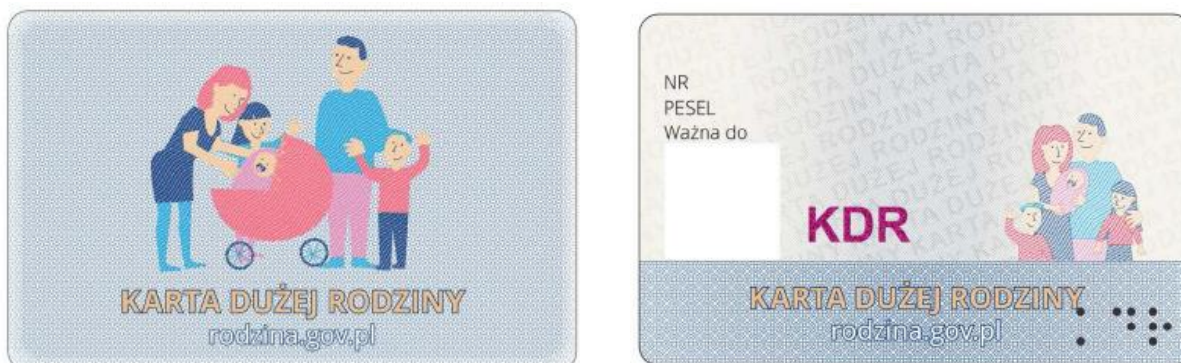 KARTA DUŻEJ RODZINY
rodzina.gov.pl
NR
PESEL
Ważna do
KDR
KARTA DUŻEJ RODZINY
rodzina.gov.pl